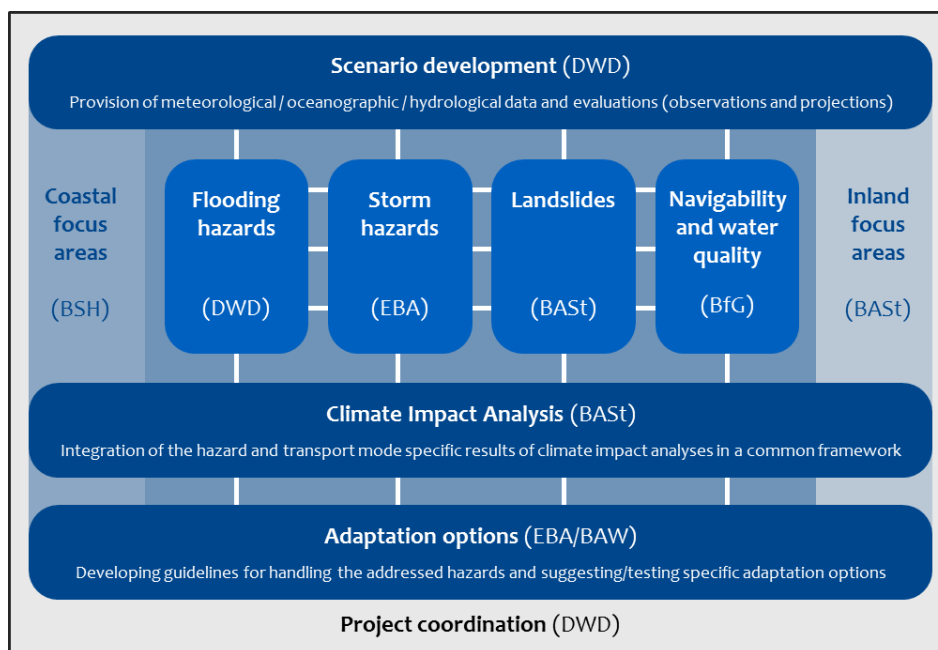 Scenario development (DWD)
Provision of meteorological / oceanographic / hydrological data and evaluations (observations and projections)
Coastal
focus
areas
(BSH)
Flooding
hazards
(DWD)
Storm
hazards
(EBA)
Landslides
(BASt)
Navigability
and water
quality
(BfG)
Inland
focus
areas
(BASt)
Climate Impact Analysis (BASt)
Integration of the hazard and transport mode specific results of climate impact analyses in a common framework
Adaptation options (EBA/BAW)
Developing guidelines for handling the addressed hazards and suggesting/testing specific adaptation options
Project coordination (DWD)